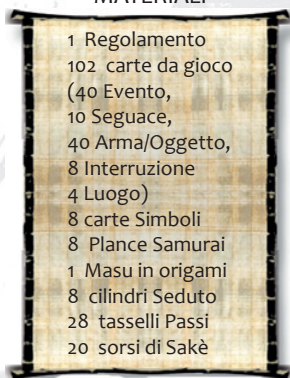 MATERIALI
1 Regolamento
102 carte da gioco
(40 Evento,
10 Seguace,
40 Arma/Oggetto,
8 Interruzione
4 Luogo)
8 carte Simboli
8 Plance Samurai
1 Masu in origami
8 cilindri Seduto
28 tasselli Passi
20 sorsi di Sakè